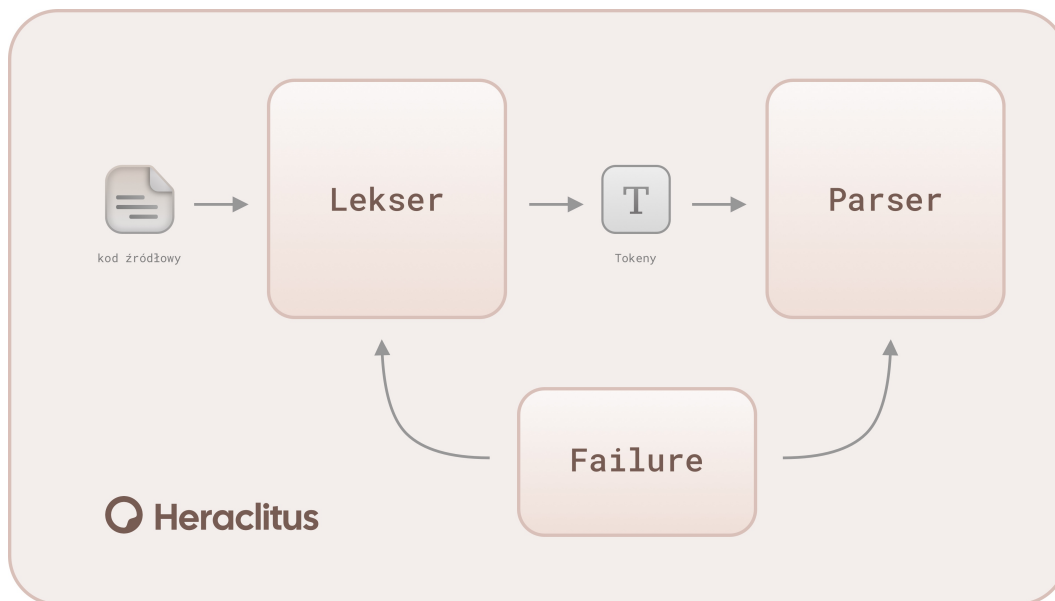 Lekser
T
Parser
kod źródłowy
Tokeny
Failure
Heraclitus